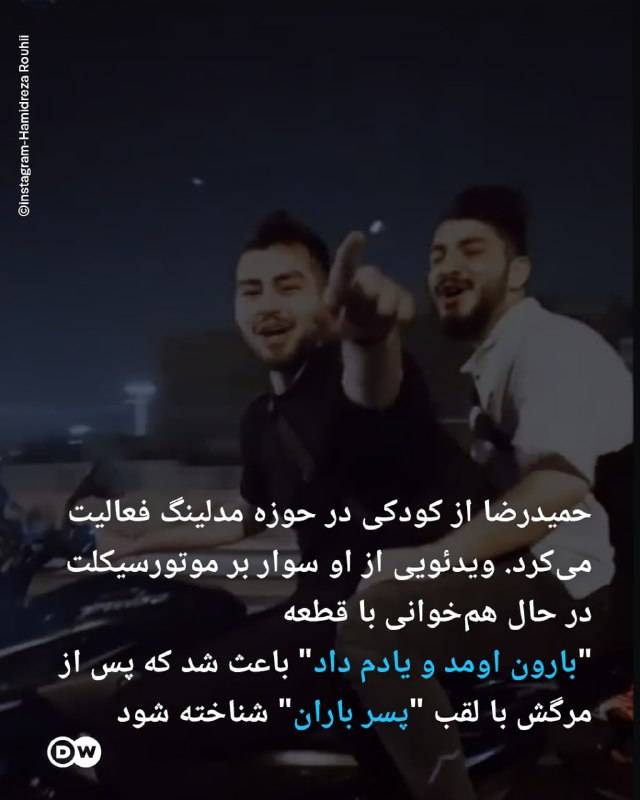 ©Instagram-Hamidreza Rouhii
حمیدرضا از کودکی در حوزه مدلینگ فعالیت
می‌کرد. ویدئویی از او سوار بر موتورسیکلت
در حال هم‌خوانی با قطعه
"بارون اومد و یادم داد" باعث شد که پس از
مرگش با لقب "پسر باران" شناخته شود
DW